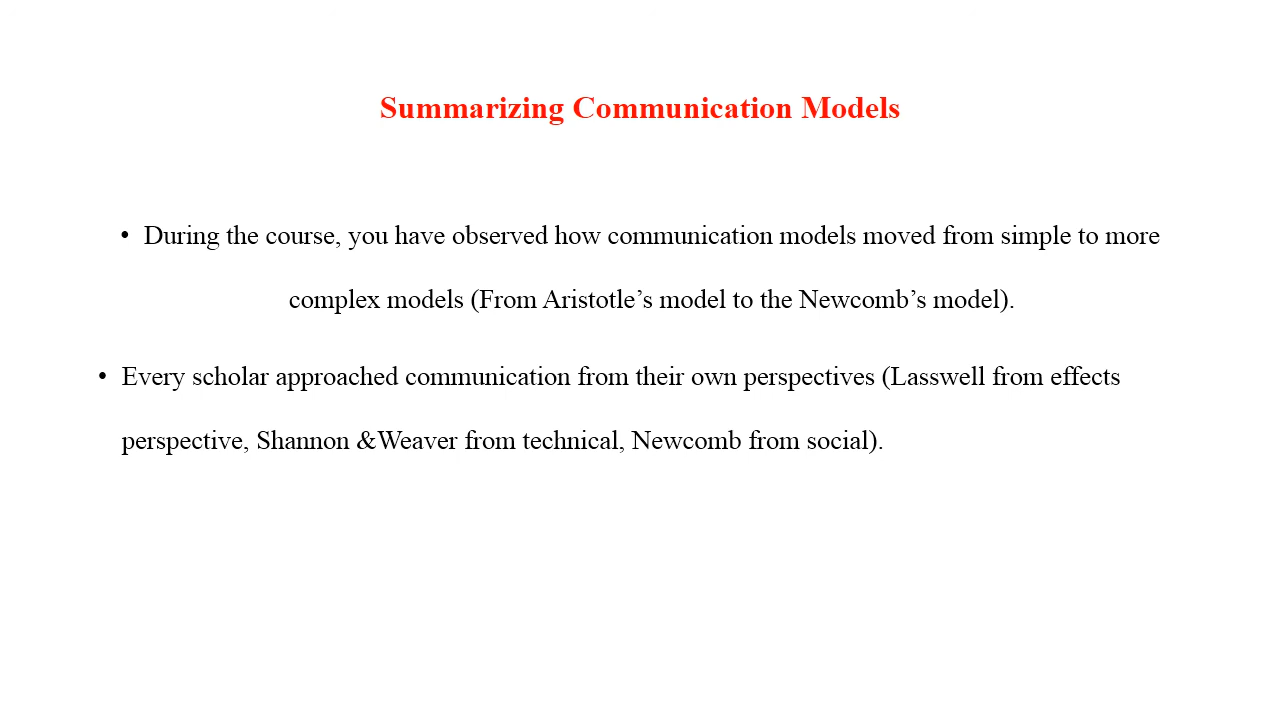 Summarizing Communication Models
• During the course, you have observed how communication models moved from simple to more
complex models (From Aristotle’s model to the Newcomb’s model).
• Every scholar approached communication from their own perspectives (Lasswell from effects
perspective, Shannon &Weaver from technical, Newcomb from social).